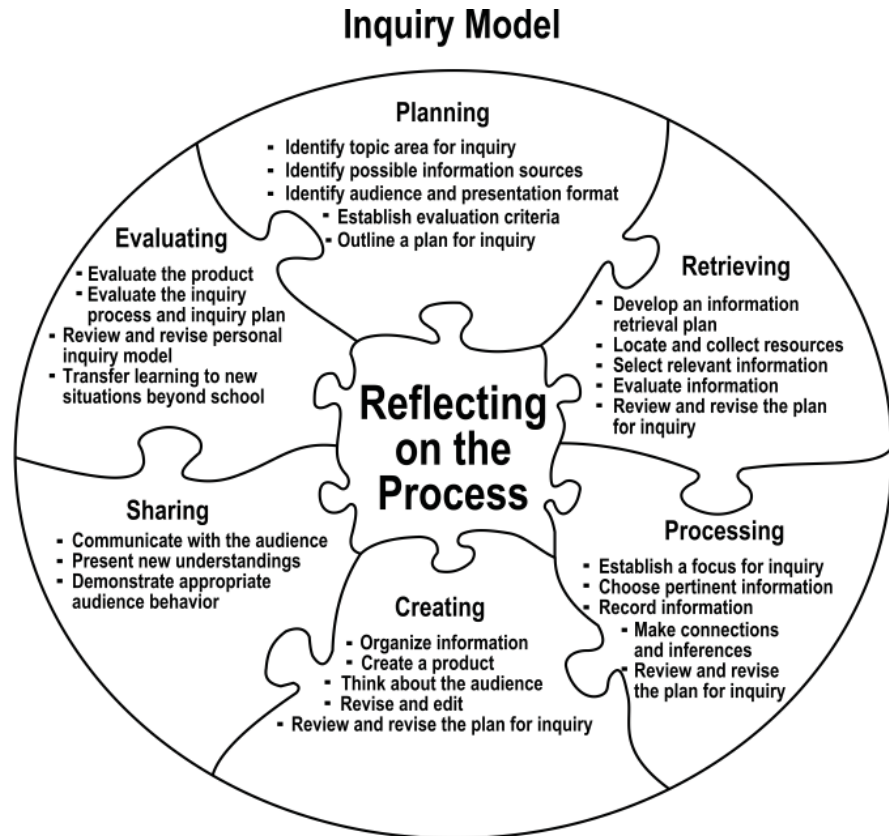 Inquiry Model
Planning
- Identify topic area for inquiry
- Identify possible information sources
- Identify audience and presentation format
- Establish evaluation criteria
- Outline a plan for inquiry
Retrieving
- Develop an information
retrieval plan
- Locate and collect resources
- Select relevant information
- Evaluate information
- Review and revise the plan
for inquiry
Processing
- Establish a focus for inquiry
- Choose pertinent information
- Record information
- Make connections
and inferences
- Review and revise
the plan for inquiry
Creating
- Organize information
- Create a product
- Think about the audience
- Revise and edit
- Review and revise the plan for inquiry
Sharing
- Communicate with the audience
- Present new understandings
- Demonstrate appropriate
audience behavior
Evaluating
- Evaluate the product
- Evaluate the inquiry
process and inquiry plan
- Review and revise personal
inquiry model
- Transfer learning to new
situations beyond school
Reflecting
on the
Process